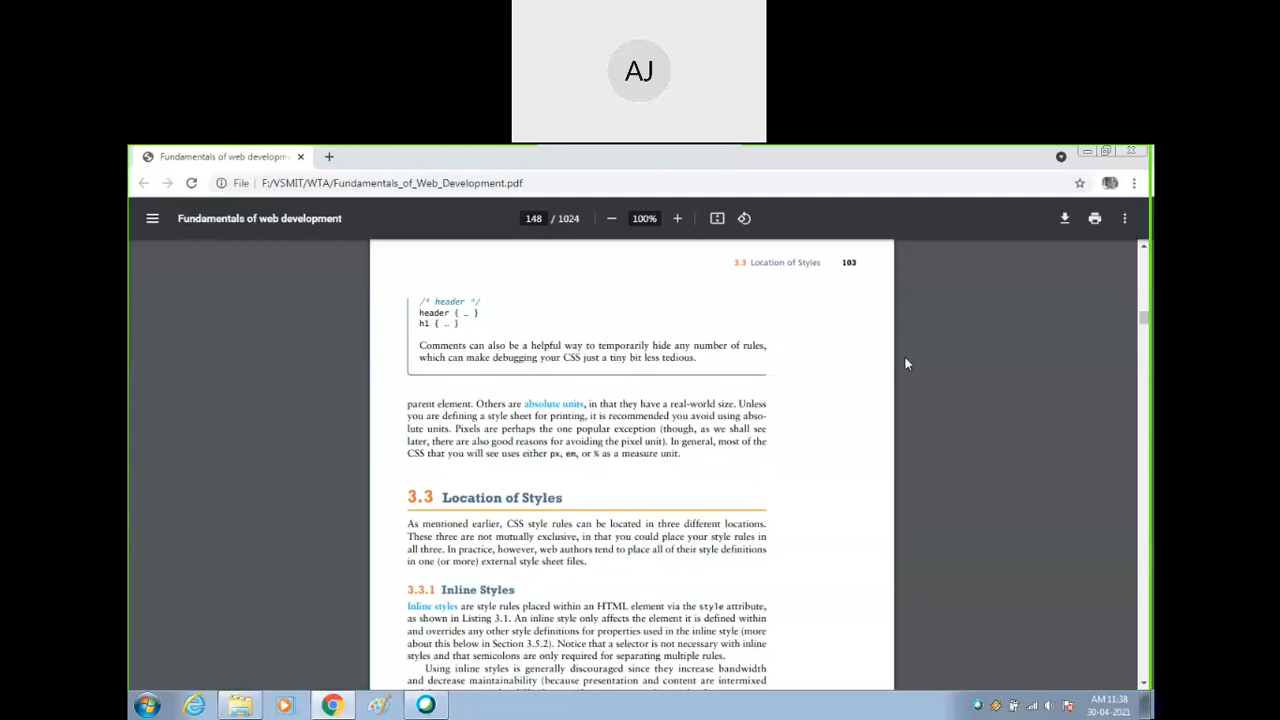 AJ
Fundamentals of web developm
File F:/VSMIT/WTA/Fundamentals_of_Web_Development.pdf
Fundamentals of web development
148 / 1024
100%
3.3 Location of Styles 103
/* header */
header { … }
h1 { … }
Comments can also be a helpful way to temporarily hide any number of rules,
which can make debugging your CSS just a tiny bit less tedious.
parent element. Others are absolute units, in that they have a real-world size. Unless
you are defining a style sheet for printing, it is recommended you avoid using abso-
lute units. Pixels are perhaps the one popular exception (though, as we shall see
later, there are also good reasons for avoiding the pixel unit). In general, most of the
CSS that you will see uses either px, em, or % as a measure unit.
3.3 Location of Styles
As mentioned earlier, CSS style rules can be located in three different locations.
These three are not mutually exclusive, in that you could place your style rules in
all three. In practice, however, web authors tend to place all of their style definitions
in one (or more) external style sheet files.
3.3.1 Inline Styles
Inline styles are style rules placed within an HTML element via the style attribute,
as shown in Listing 3.1. An inline style only affects the element it is defined within
and overrides any other style definitions for properties used in the inline style (more
about this below in Section 3.5.2). Notice that a selector is not necessary with inline
styles and that semicolons are only required for separating multiple rules.
Using inline styles is generally discouraged since they increase bandwidth
and decrease maintainability (because presentation and content are intermixed
AM 11:38
30-04-2021